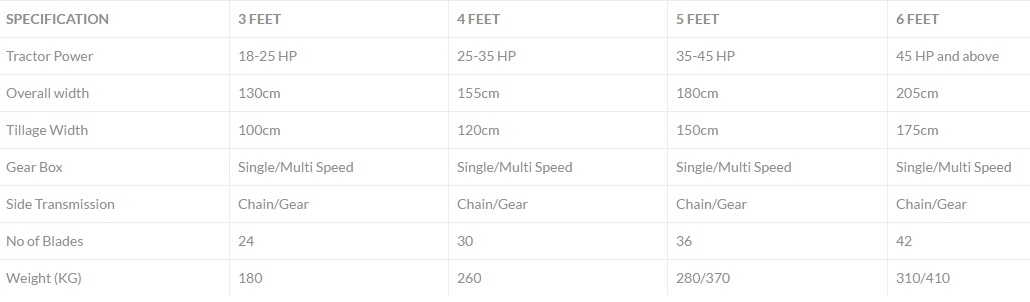 SPECIFICATION 3 FEET 4 FEET 5 FEET 6 FEET
Tractor Power 18-25 HP 25-35 HP 35-45 HP 45 HP and above
Overall width 130cm 155cm 180cm 205cm
Tillage Width 100cm 120cm 150cm 175cm
Gear Box Single/Multi Speed Single/Multi Speed Single/Multi Speed Single/Multi Speed
Side Transmission Chain/Gear Chain/Gear Chain/Gear Chain/Gear
No of Blades 24 30 36 42
Weight (KG) 180 260 280/370 310/410